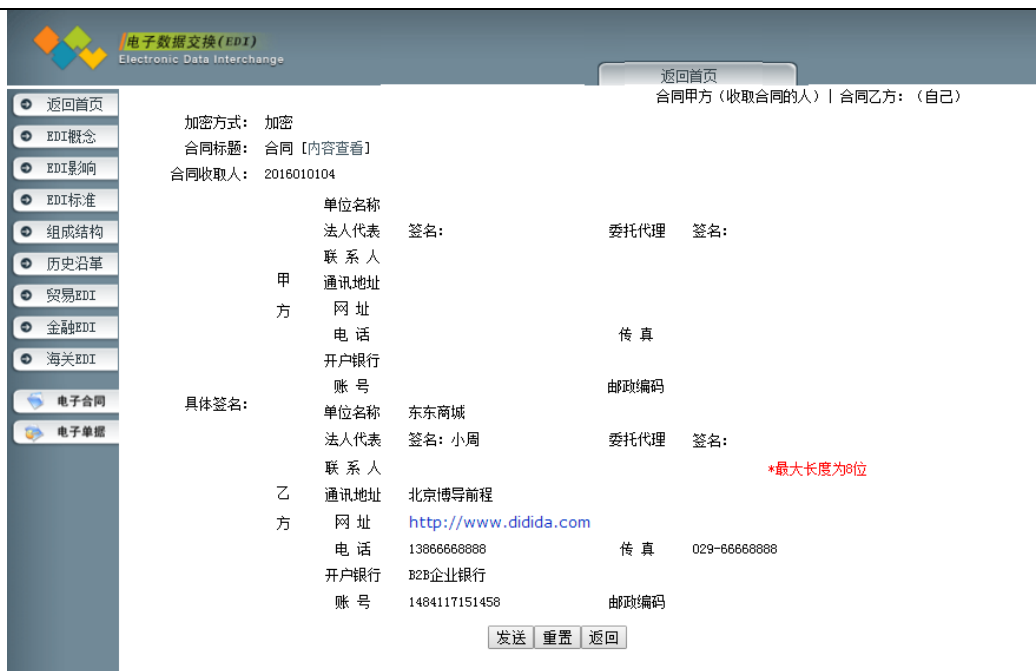 电子数据交换(EDI)
Electronic Data Interchange
返回首页
合同甲方（收取合同的人）| 合同乙方：（自己）
返回首页
EDI概念
EDI影响
EDI标准
组成结构
历史沿革
贸易EDI
金融EDI
海关EDI
电子合同
电子单据
加密方式： 加密
合同标题： 合同 [内容查看]
合同收取人： 2016010104
具体签名：
甲方
单位名称
法人代表 签名： 委托代理 签名：
联 系 人
通讯地址
网 址
电 话 传 真
开户银行
账 号 邮政编码
乙方
单位名称 东东商城
法人代表 签名：小周 委托代理 签名：
联 系 人 *最大长度为8位
通讯地址 北京博导前程
网 址 http://www.didida.com
电 话 13866668888 传 真 029-66668888
开户银行 B2B企业银行
账 号 1484117151458 邮政编码
发送 重置 返回